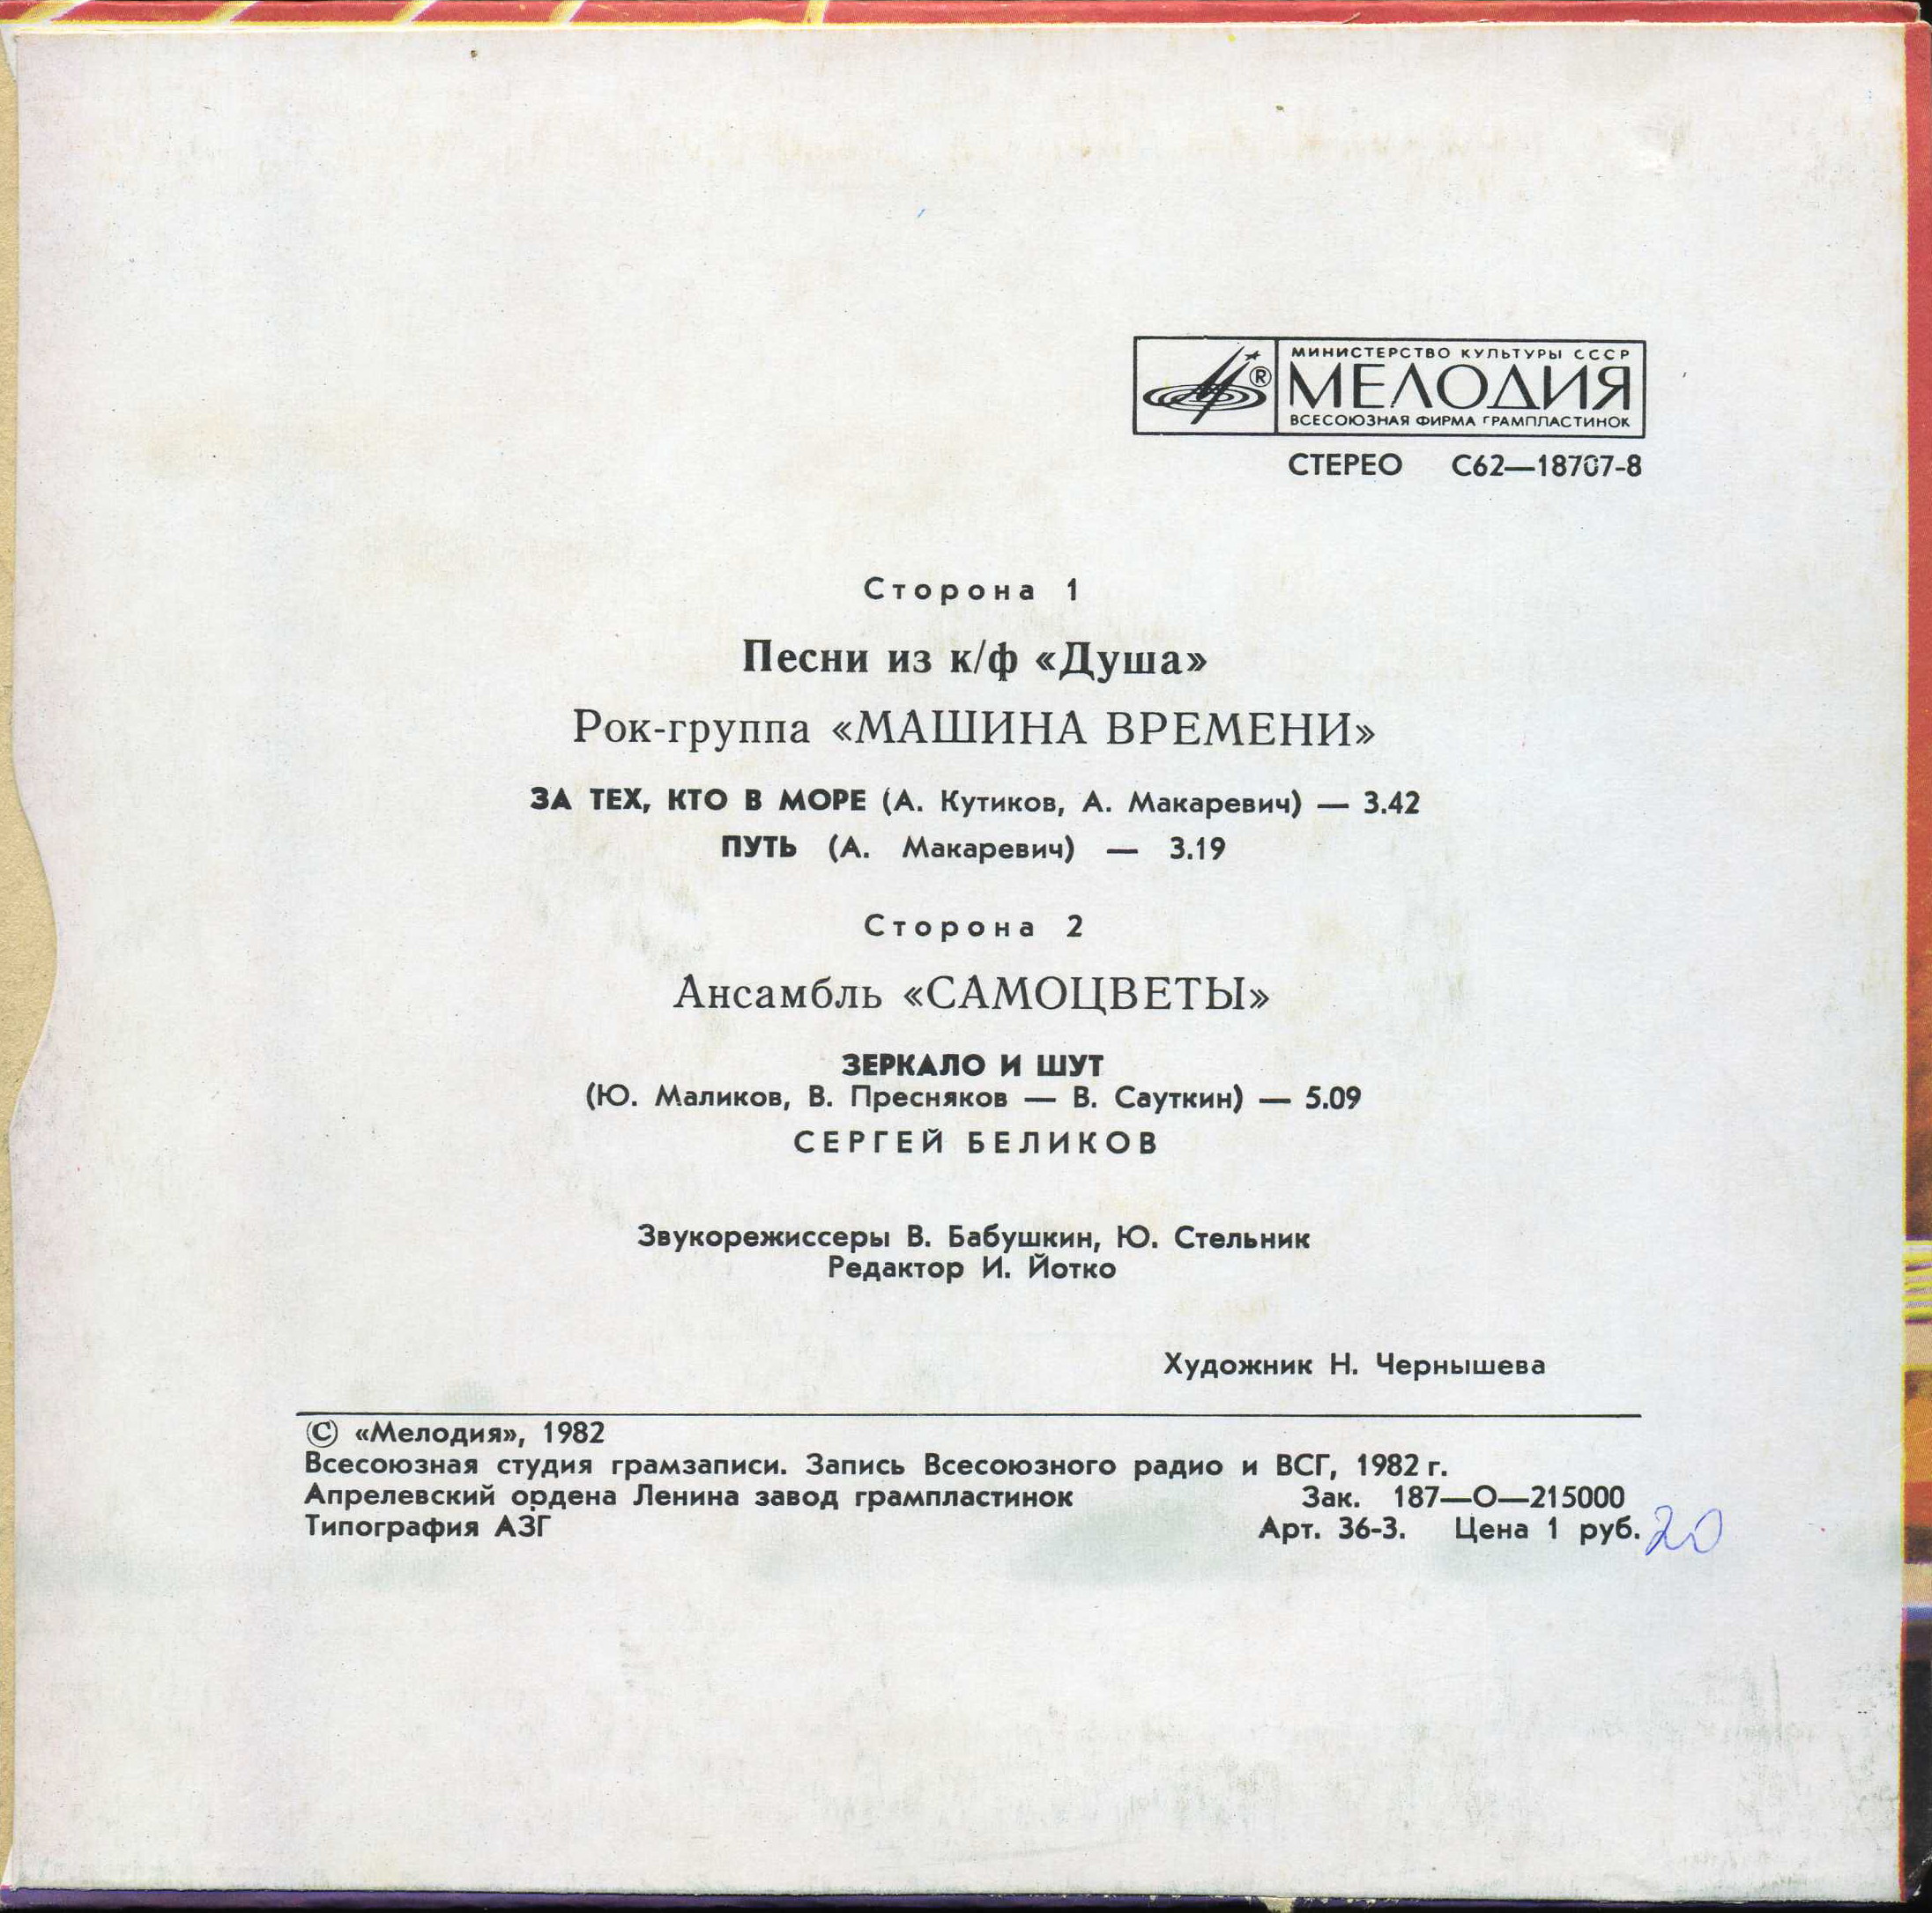 МИНИСТЕРСТВО КУЛЬТУРЫ СССР
®
МЕЛОДИЯ
ВСЕСОЮЗНАЯ ФИРМА ГРАМПЛАСТИНОК
СТЕРЕО С62—18707-8
Сторона 1
Песни из к/ф «Душа»
Рок-группа «МАШИНА ВРЕМЕНИ»
ЗА ТЕХ, КТО В МОРЕ (А. Кутиков, А. Макаревич) — 3.42
ПУТЬ (А. Макаревич) — 3.19
Сторона 2
Ансамбль «САМОЦВЕТЫ»
ЗЕРКАЛО И ШУТ
(Ю. Маликов, В. Пресняков — В. Сауткин) — 5.09
СЕРГЕЙ БЕЛИКОВ
Звукорежиссеры В. Бабушкин, Ю. Стельник
Редактор И. Йотко
Художник Н. Чернышева
© «Мелодия», 1982
Всесоюзная студия грамзаписи. Запись Всесоюзного радио и ВСГ, 1982 г.
Апрелевский ордена Ленина завод грампластинок Зак. 187—О—215000
Типография АЗГ Арт. 36-3. Цена 1 руб. 20